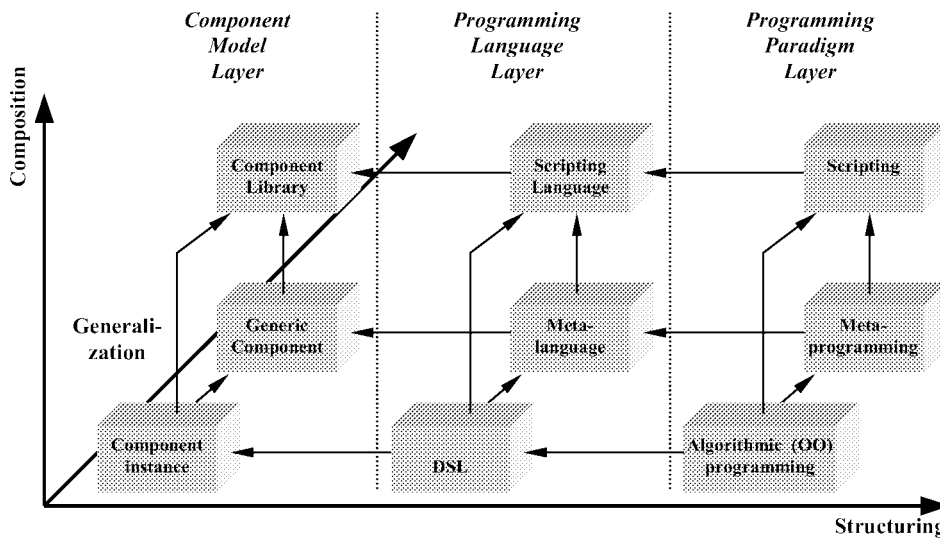 Component
Model
Layer
Programming
Language
Layer
Programming
Paradigm
Layer
Composition
Component
Library
Scripting
Language
Scripting
Generali-
zation
Generic
Component
Meta-
language
Meta-
programming
Component
instance
DSL
Algorithmic (OO)
programming
Structuring